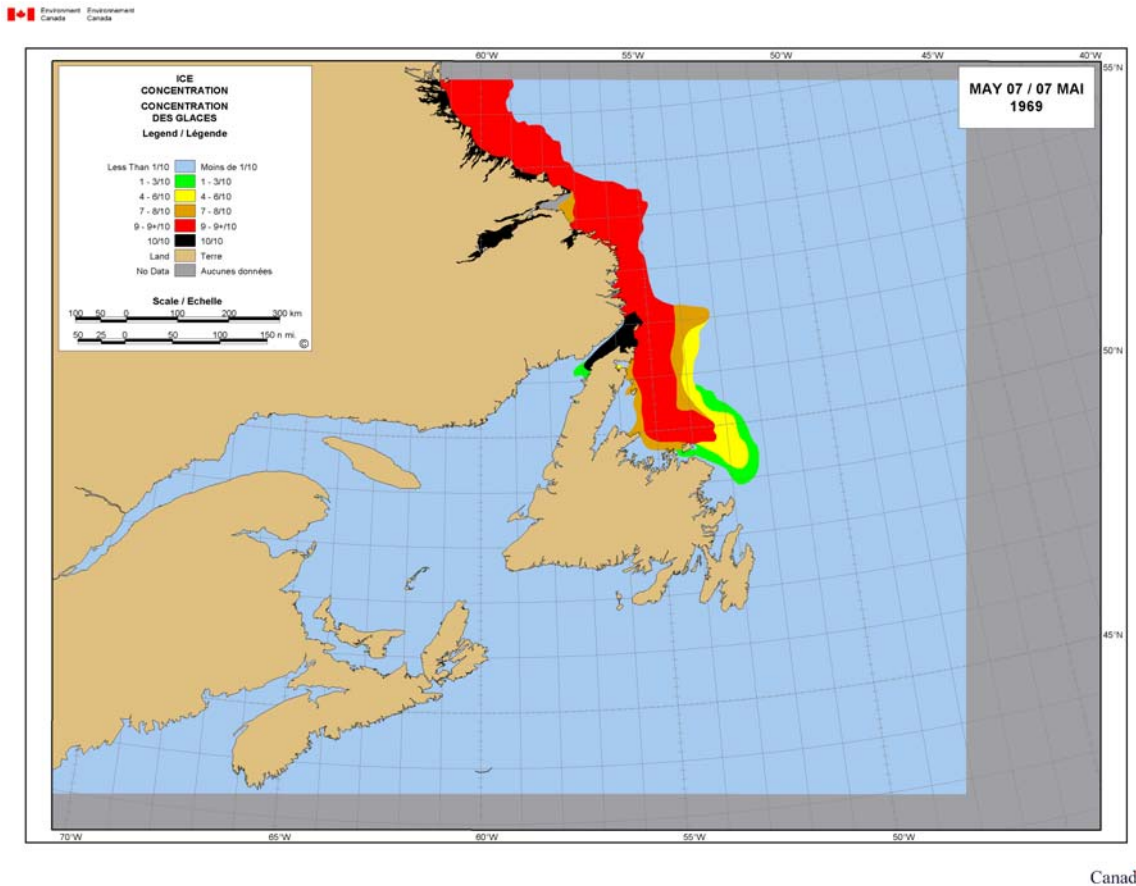 Environment Environnement
Canada Canada
60°W 55°W 50°W 45°W 40°W
55°N
ICE
CONCENTRATION
CONCENTRATION
DES GLACES
Legend / Légende
Less Than 1/10 Moins de 1/10
1 - 3/10 1 - 3/10
4 - 6/10 4 - 6/10
7 - 8/10 7 - 8/10
9 - 9+/10 9 - 9+/10
10/10 10/10
Land Terre
No Data Aucunes données
Scale / Echelle
100 50 0 100 200 300 km
50 25 0 50 100 150 n mi.
©
MAY 07 / 07 MAI
1969
50°N
45°N
70°W 65°W 60°W 55°W 50°W
Canad